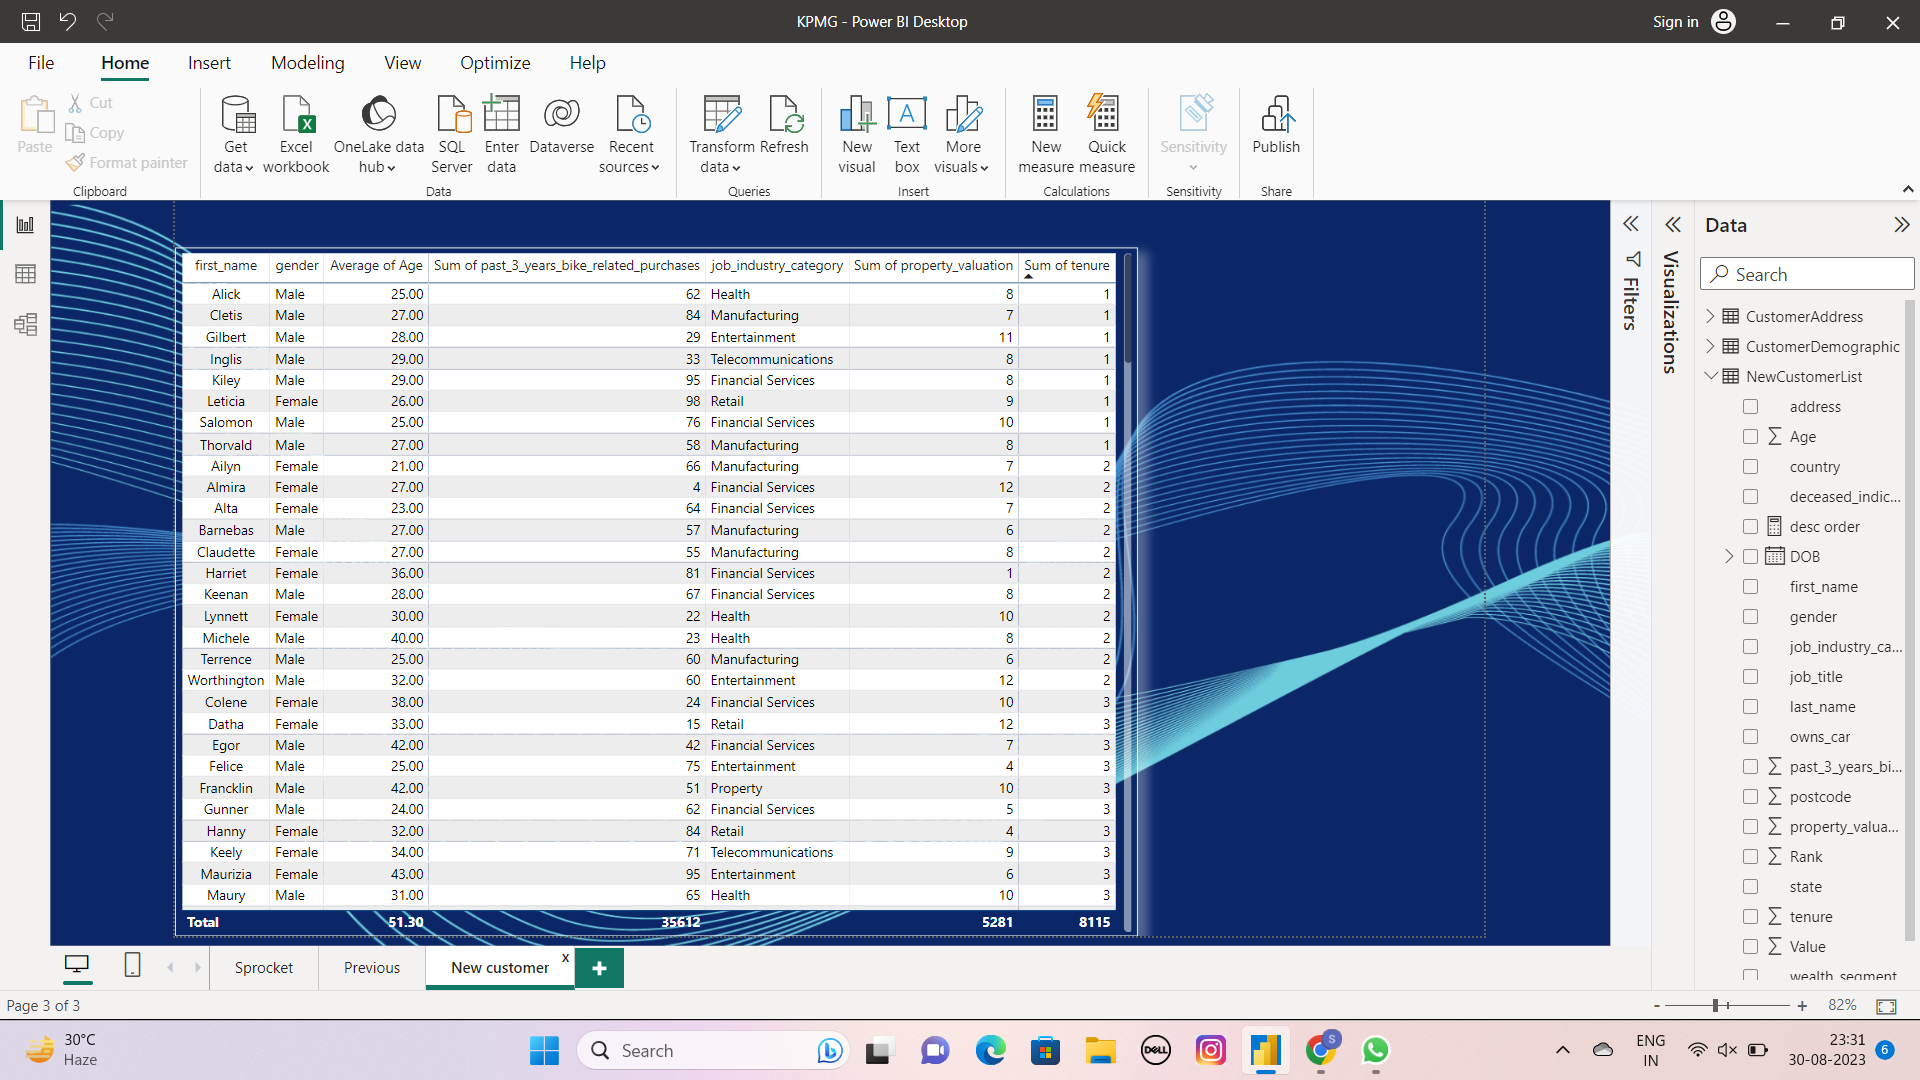 KPMG - Power BI Desktop
Sign in
File Home Insert Modeling View Optimize Help
Paste
Cut
Copy
Format painter
Clipboard
Get data
Excel workbook
OneLake data hub
SQL Server
Enter data
Dataverse
Recent sources
Data
Transform data
Refresh
Queries
New visual
Text box
More visuals
Insert
New measure
Quick measure
Calculations
Sensitivity
Sensitivity
Publish
Share
first_name gender Average of Age Sum of past_3_years_bike_related_purchases job_industry_category Sum of property_valuation Sum of tenure
Alick Male 25.00 62 Health 8 1
Cletis Male 27.00 84 Manufacturing 7 1
Gilbert Male 28.00 29 Entertainment 11 1
Inglis Male 29.00 33 Telecommunications 8 1
Kiley Male 29.00 95 Financial Services 8 1
Leticia Female 26.00 98 Retail 9 1
Salomon Male 25.00 76 Financial Services 10 1
Thorvald Male 27.00 58 Manufacturing 8 1
Ailyn Female 21.00 66 Manufacturing 7 2
Almira Female 27.00 4 Financial Services 12 2
Alta Female 23.00 64 Financial Services 7 2
Barnebas Male 27.00 57 Manufacturing 6 2
Claudette Female 27.00 55 Manufacturing 8 2
Harriet Female 36.00 81 Financial Services 1 2
Keenan Male 28.00 67 Financial Services 8 2
Lynnett Female 30.00 22 Health 10 2
Michele Male 40.00 23 Health 8 2
Terrence Male 25.00 60 Manufacturing 6 2
Worthington Male 32.00 60 Entertainment 12 2
Colene Female 38.00 24 Financial Services 10 3
Datha Female 33.00 15 Retail 12 3
Egor Male 42.00 42 Financial Services 7 3
Felice Male 25.00 75 Entertainment 4 3
Francklin Male 42.00 51 Property 10 3
Gunner Male 24.00 62 Financial Services 5 3
Hanny Female 32.00 84 Retail 4 3
Keely Female 34.00 71 Telecommunications 9 3
Maurizia Female 43.00 95 Entertainment 6 3
Maury Male 31.00 65 Health 10 3
Total 51.30 35612 5281 8115
Filters
Visualizations
Data
Search
CustomerAddress
CustomerDemographic
NewCustomerList
address
Age
country
deceased_indic...
desc order
DOB
first_name
gender
job_industry_ca...
job_title
last_name
owns_car
past_3_years_bi...
postcode
property_valua...
Rank
state
tenure
Value
wealth_segment
Sprocket Previous New customer x +
Page 3 of 3
- + 82%
30°C
Haze
Search
DELL
S
ENG
IN
23:31
30-08-2023
6